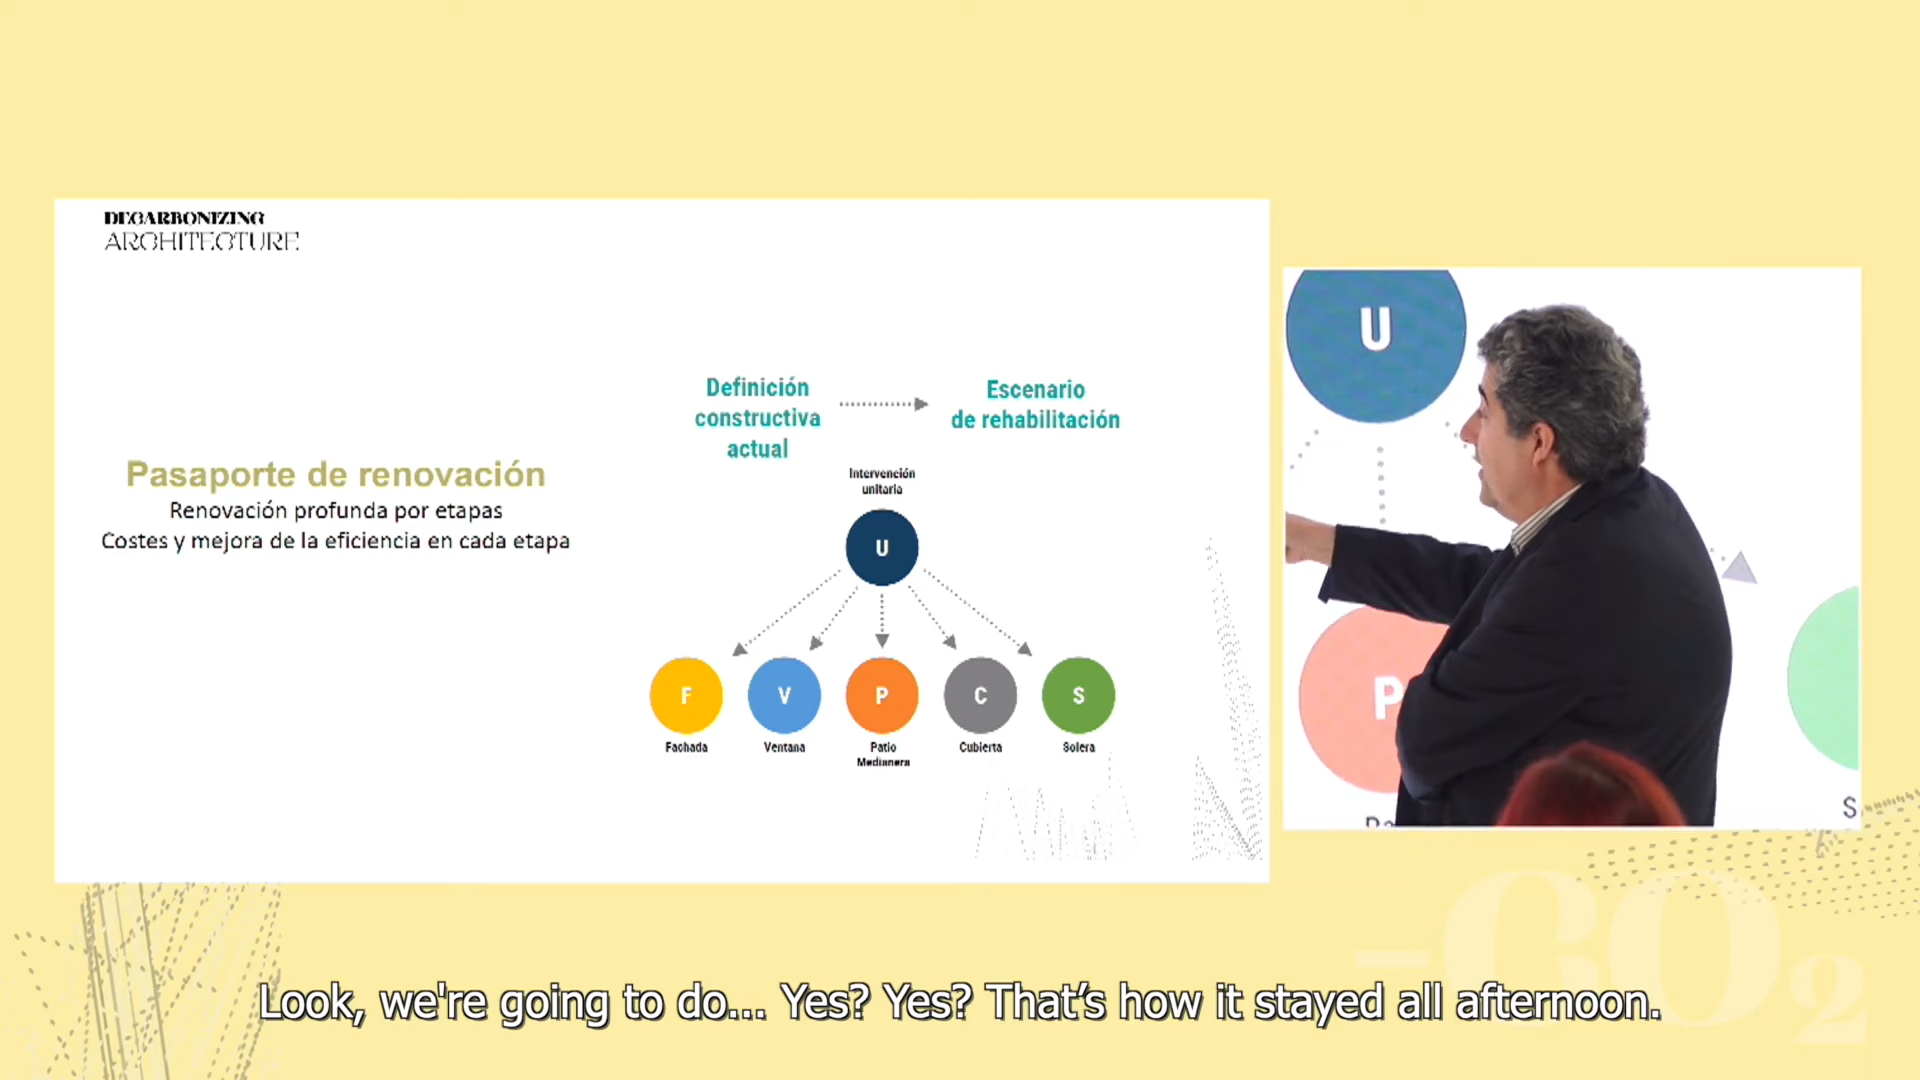 DECARBONIZING
ARCHITECTURE
Definición
constructiva
actual
Escenario
de rehabilitación
Pasaporte de renovación
Renovación profunda por etapas
Costes y mejora de la eficiencia en cada etapa
Intervención
unitaria
U
F
V
P
C
S
Fachada
Ventana
Patio
Medianera
Cubierta
Solera
U
P
S
-CO2
Look, we're going to do... Yes? Yes? That's how it stayed all afternoon.